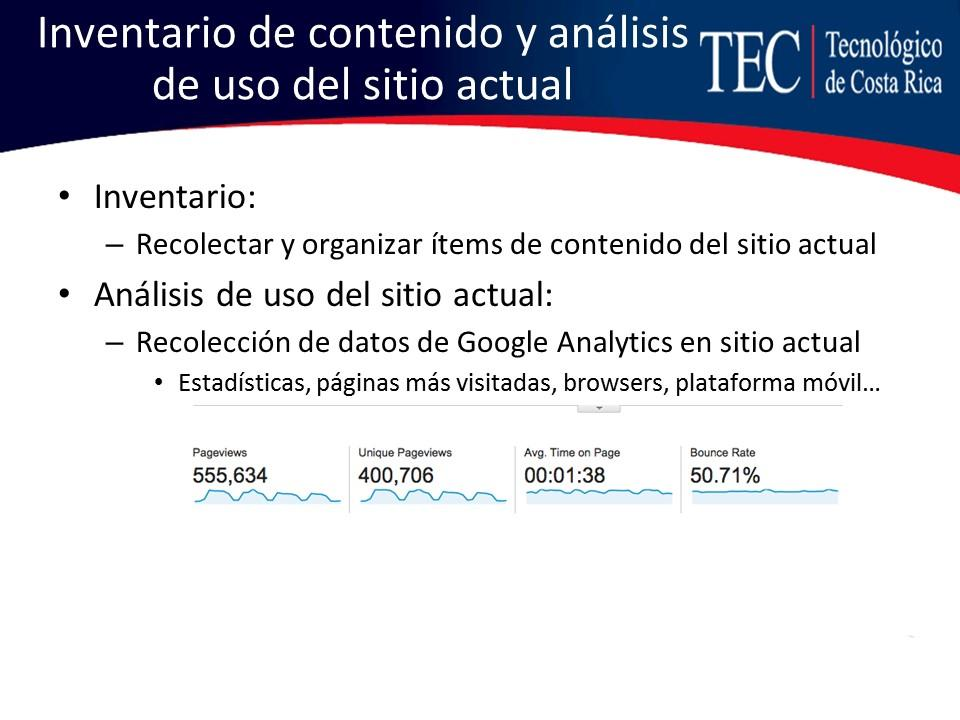 Inventario de contenido y análisis
de uso del sitio actual
TEC
Tecnológico
de Costa Rica
• Inventario:
– Recolectar y organizar ítems de contenido del sitio actual
• Análisis de uso del sitio actual:
– Recolección de datos de Google Analytics en sitio actual
• Estadísticas, páginas más visitadas, browsers, plataforma móvil...
Pageviews
555,634
Unique Pageviews
400,706
Avg. Time on Page
00:01:38
Bounce Rate
50.71%